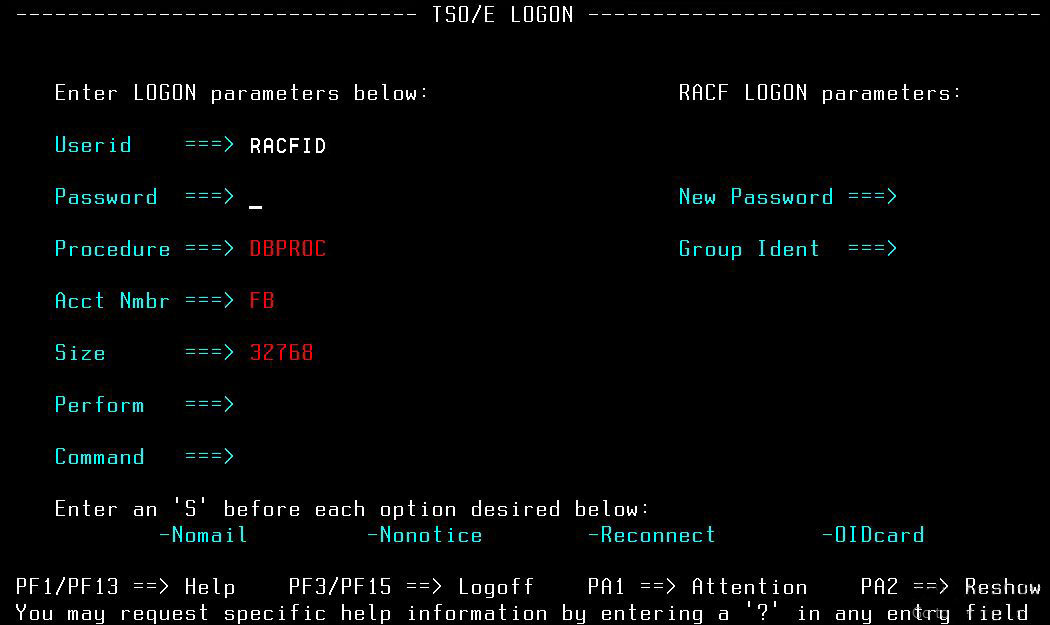 -------------------------------- TSO/E LOGON -----------------------------------
Enter LOGON parameters below: RACF LOGON parameters:
Userid ===> RACFID
Password ===> _ New Password ===>
Procedure ===> DBPROC Group Ident ===>
Acct Nmbr ===> FB
Size ===> 32768
Perform ===>
Command ===>
Enter an 'S' before each option desired below:
-Nomail -Nonotice -Reconnect -OIDcard
PF1/PF13 ==> Help PF3/PF15 ==> Logoff PA1 ==> Attention PA2 ==> Reshow
You may request specific help information by entering a '?' in any entry field